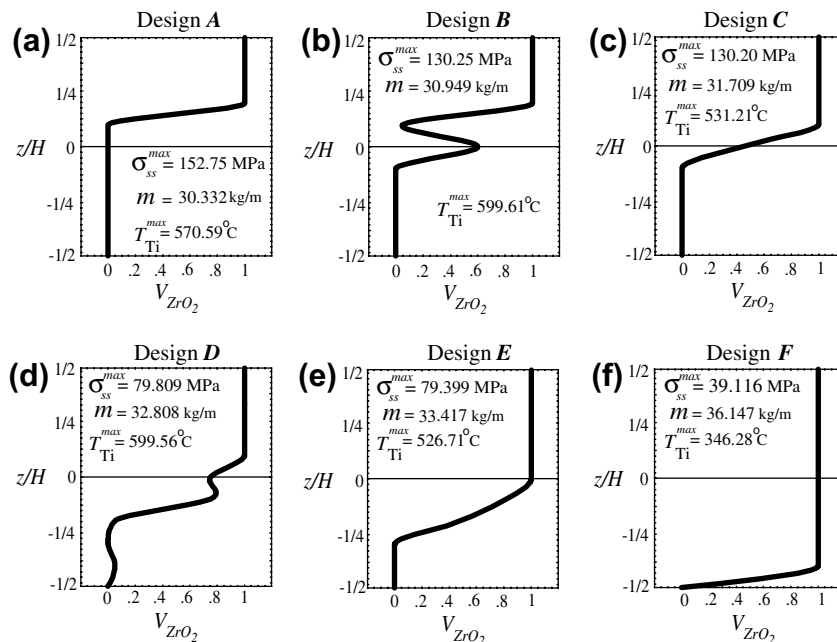 (a) Design A
1/2
1/4
z/H
0
-1/4
-1/2
σ_ss^max = 152.75 MPa
m = 30.332 kg/m
T_Ti^max = 570.59°C
0 .2 .4 .6 .8 1
V_ZrO2
(b) Design B
σ_ss^max = 130.25 MPa
m = 30.949 kg/m
1/2
1/4
z/H
0
-1/4
-1/2
T_Ti^max = 599.61°C
0 .2 .4 .6 .8 1
V_ZrO2
(c) Design C
σ_ss^max = 130.20 MPa
m = 31.709 kg/m
T_Ti^max = 531.21°C
1/2
1/4
z/H
0
-1/4
-1/2
0 .2 .4 .6 .8 1
V_ZrO2
(d) Design D
σ_ss^max = 79.809 MPa
m = 32.808 kg/m
T_Ti^max = 599.56°C
1/2
1/4
z/H
0
-1/4
-1/2
0 .2 .4 .6 .8 1
V_ZrO2
(e) Design E
σ_ss^max = 79.399 MPa
m = 33.417 kg/m
T_Ti^max = 526.71°C
1/2
1/4
z/H
0
-1/4
-1/2
0 .2 .4 .6 .8 1
V_ZrO2
(f) Design F
σ_ss^max = 39.116 MPa
m = 36.147 kg/m
T_Ti^max = 346.28°C
1/2
1/4
z/H
0
-1/4
-1/2
0 .2 .4 .6 .8 1
V_ZrO2